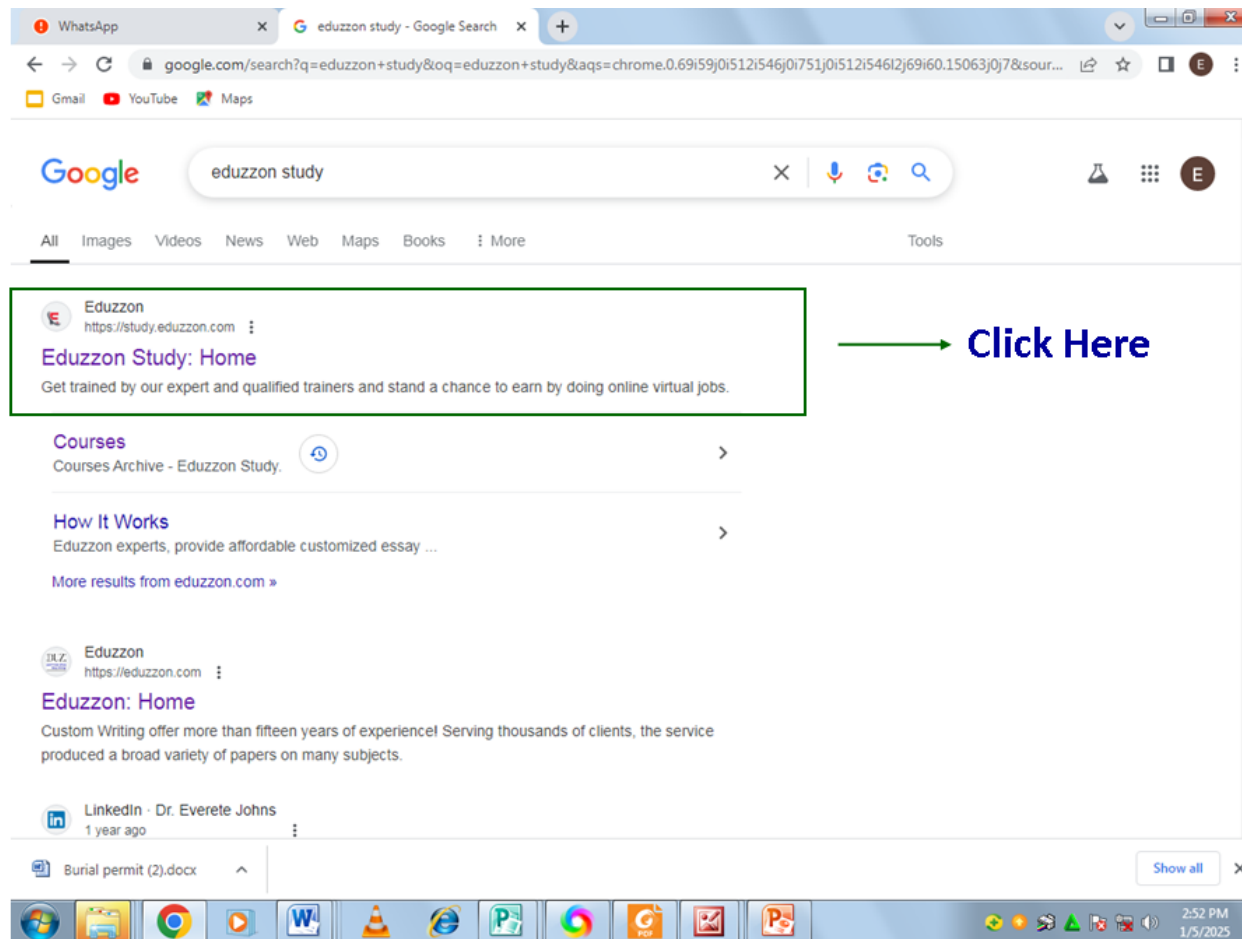 WhatsApp
eduzzon study - Google Search
google.com/search?q=eduzzon+study&oq=eduzzon+study&aqs=chrome.0.69i59j0i512i546j0i751j0i512i546l2j69i60.15063j0j7&sour...
E
Gmail YouTube Maps
Google
eduzzon study
E
All Images Videos News Web Maps Books More
Tools
Eduzzon
https://study.eduzzon.com
Eduzzon Study: Home
Get trained by our expert and qualified trainers and stand a chance to earn by doing online virtual jobs.
Click Here
Courses
Courses Archive - Eduzzon Study.
How It Works
Eduzzon experts, provide affordable customized essay ...
More results from eduzzon.com »
Eduzzon
https://eduzzon.com
Eduzzon: Home
Custom Writing offer more than fifteen years of experience! Serving thousands of clients, the service
produced a broad variety of papers on many subjects.
LinkedIn · Dr. Everete Johns
1 year ago
Burial permit (2).docx
Show all
2:52 PM
1/5/2025